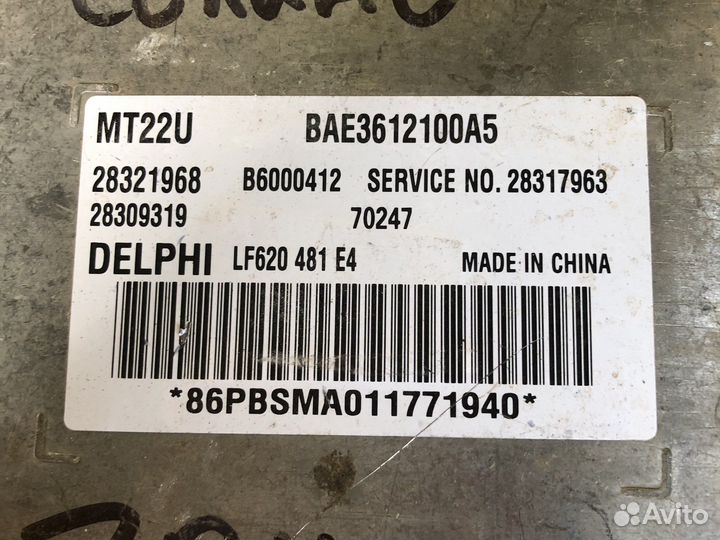 MT22U BAE3612100A5
28321968 B6000412 SERVICE NO. 28317963
28309319 70247
DELPHI LF620 481 E4 MADE IN CHINA
*86PBSMA011771940*
Avito